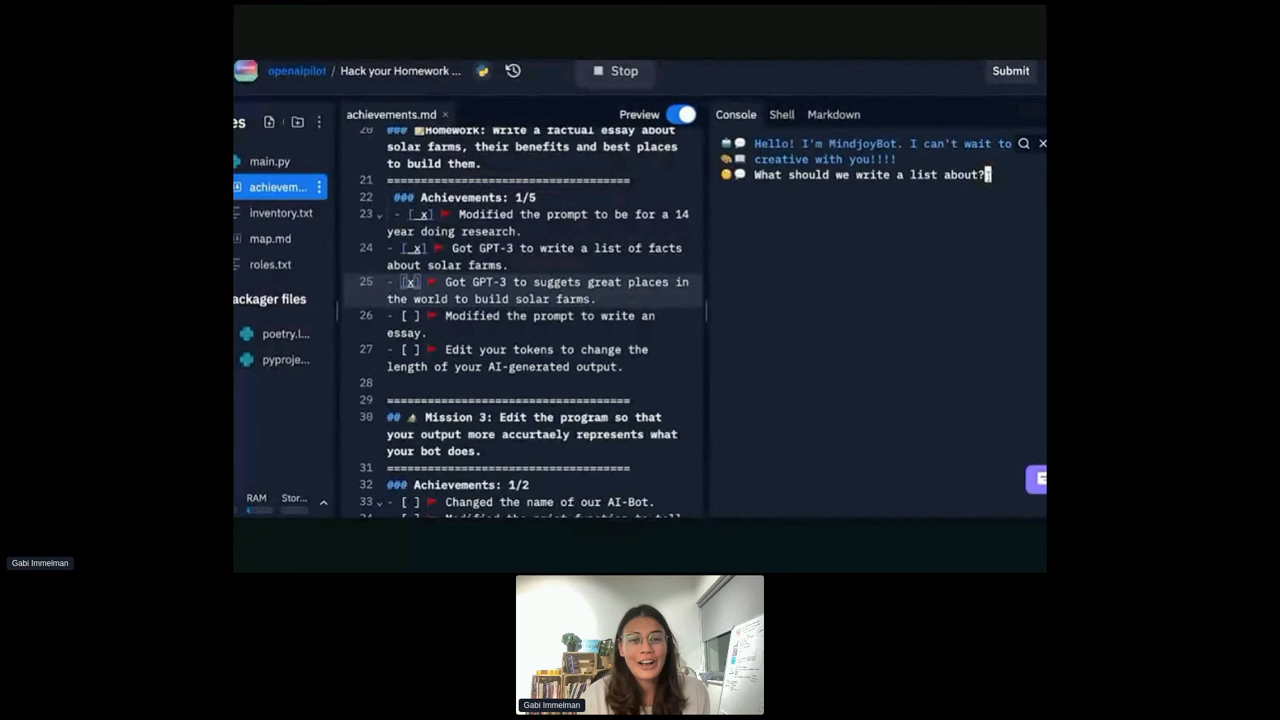 openaipilot / Hack your Homework ...
Stop
Submit
es
achievements.md ×
Preview
Console Shell Markdown
main.py
achievem...
inventory.txt
map.md
roles.txt
ackager files
poetry.l...
pyproje...
RAM Stor...
20 ### Homework: Write a factual essay about
solar farms, their benefits and best places
to build them.
21 ===================================
22 ### Achievements: 1/5
23 - [_x] Modified the prompt to be for a 14
year doing research.
24 - [_x] Got GPT-3 to write a list of facts
about solar farms.
25 - [x] Got GPT-3 to suggets great places in
the world to build solar farms.
26 - [ ] Modified the prompt to write an
essay.
27 - [ ] Edit your tokens to change the
length of your AI-generated output.
28
29 ===================================
30 ## Mission 3: Edit the program so that
your output more accurtaely represents what
your bot does.
31 ===================================
32 ### Achievements: 1/2
33 - [ ] Changed the name of our AI-Bot.
Hello! I'm MindjoyBot. I can't wait to
creative with you!!!!
What should we write a list about?
Gabi Immelman
Gabi Immelman